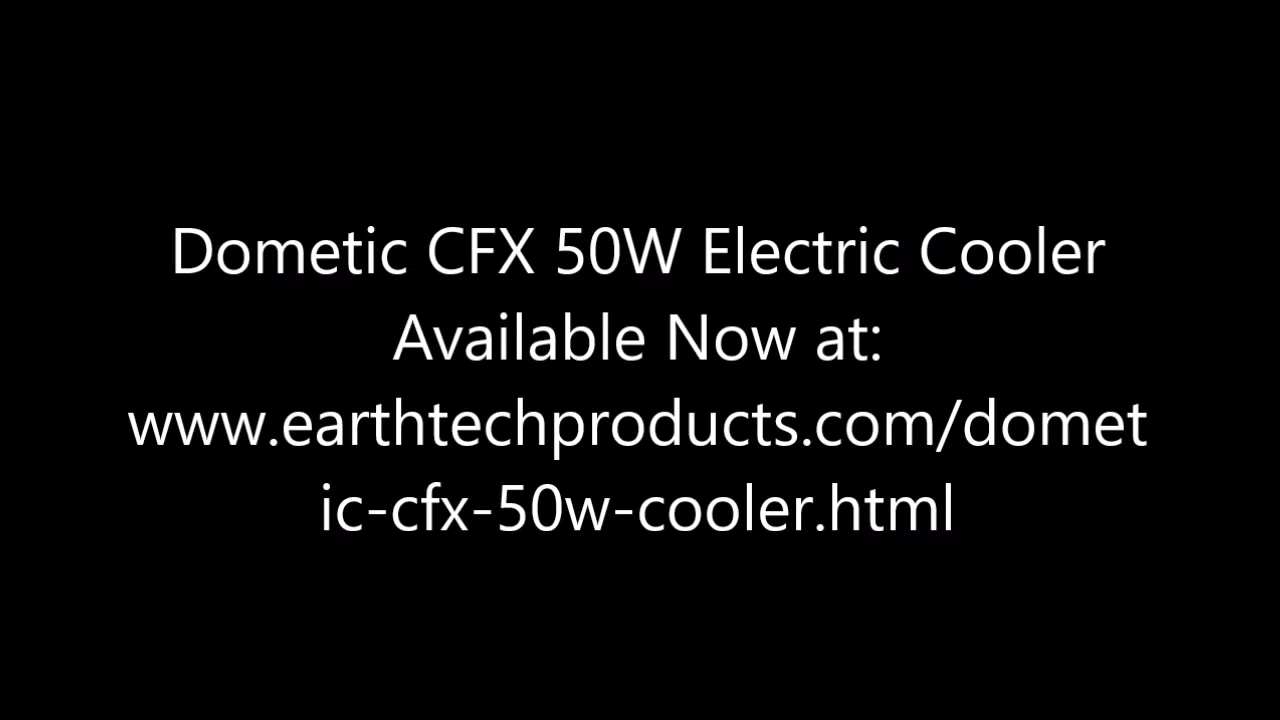 Dometic CFX 50W Electric Cooler
Available Now at:
www.earthtechproducts.com/domet
ic-cfx-50w-cooler.html